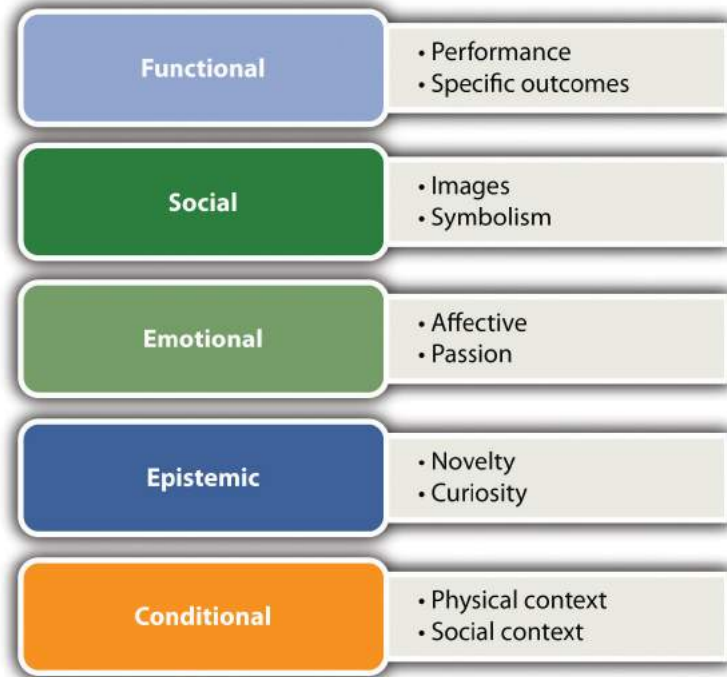 Functional
• Performance
• Specific outcomes
Social
• Images
• Symbolism
Emotional
• Affective
• Passion
Epistemic
• Novelty
• Curiosity
Conditional
• Physical context
• Social context